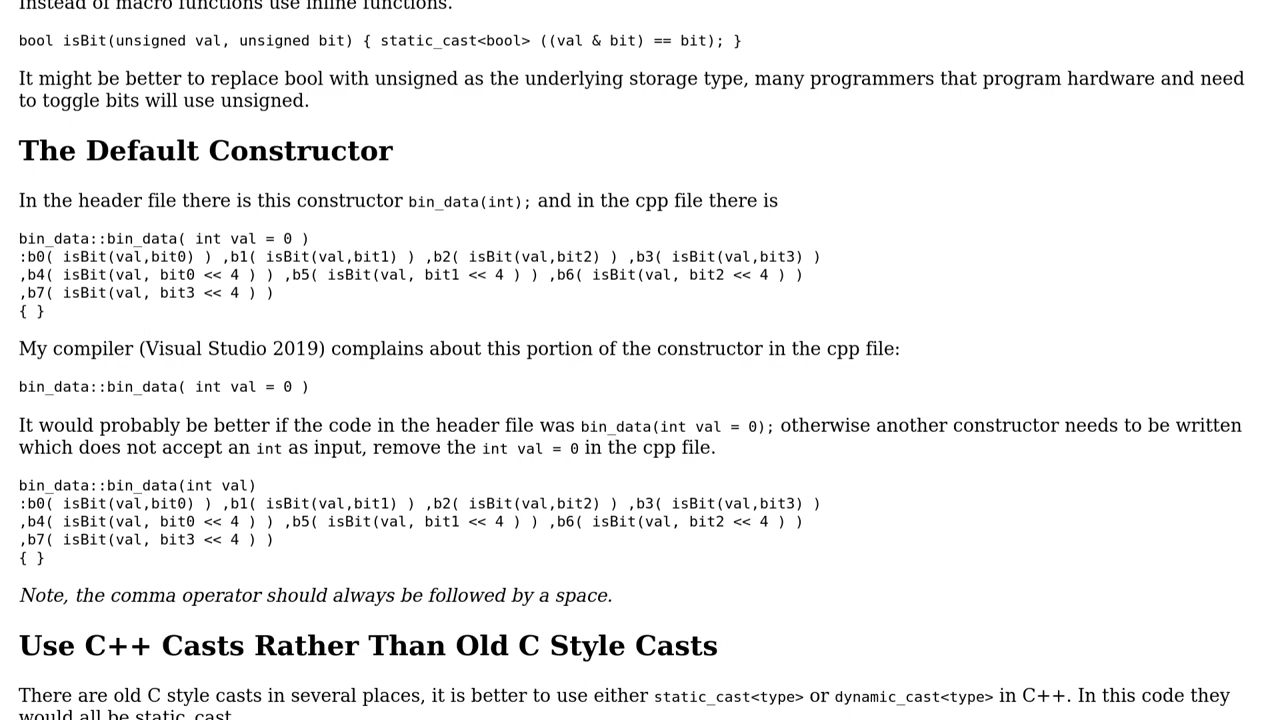 Instead of macro functions use inline functions.
bool isBit(unsigned val, unsigned bit) { static_cast<bool> ((val & bit) == bit); }
It might be better to replace bool with unsigned as the underlying storage type, many programmers that program hardware and need
to toggle bits will use unsigned.
The Default Constructor
In the header file there is this constructor bin_data(int); and in the cpp file there is
bin_data::bin_data( int val = 0 )
:b0( isBit(val,bit0) ) ,b1( isBit(val,bit1) ) ,b2( isBit(val,bit2) ) ,b3( isBit(val,bit3) )
,b4( isBit(val, bit0 << 4 ) ) ,b5( isBit(val, bit1 << 4 ) ) ,b6( isBit(val, bit2 << 4 ) )
,b7( isBit(val, bit3 << 4 ) )
{ }
My compiler (Visual Studio 2019) complains about this portion of the constructor in the cpp file:
bin_data::bin_data( int val = 0 )
It would probably be better if the code in the header file was bin_data(int val = 0); otherwise another constructor needs to be written
which does not accept an int as input, remove the int val = 0 in the cpp file.
bin_data::bin_data(int val)
:b0( isBit(val,bit0) ) ,b1( isBit(val,bit1) ) ,b2( isBit(val,bit2) ) ,b3( isBit(val,bit3) )
,b4( isBit(val, bit0 << 4 ) ) ,b5( isBit(val, bit1 << 4 ) ) ,b6( isBit(val, bit2 << 4 ) )
,b7( isBit(val, bit3 << 4 ) )
{ }
Note, the comma operator should always be followed by a space.
Use C++ Casts Rather Than Old C Style Casts
There are old C style casts in several places, it is better to use either static_cast<type> or dynamic_cast<type> in C++. In this code they
would all be static_cast.